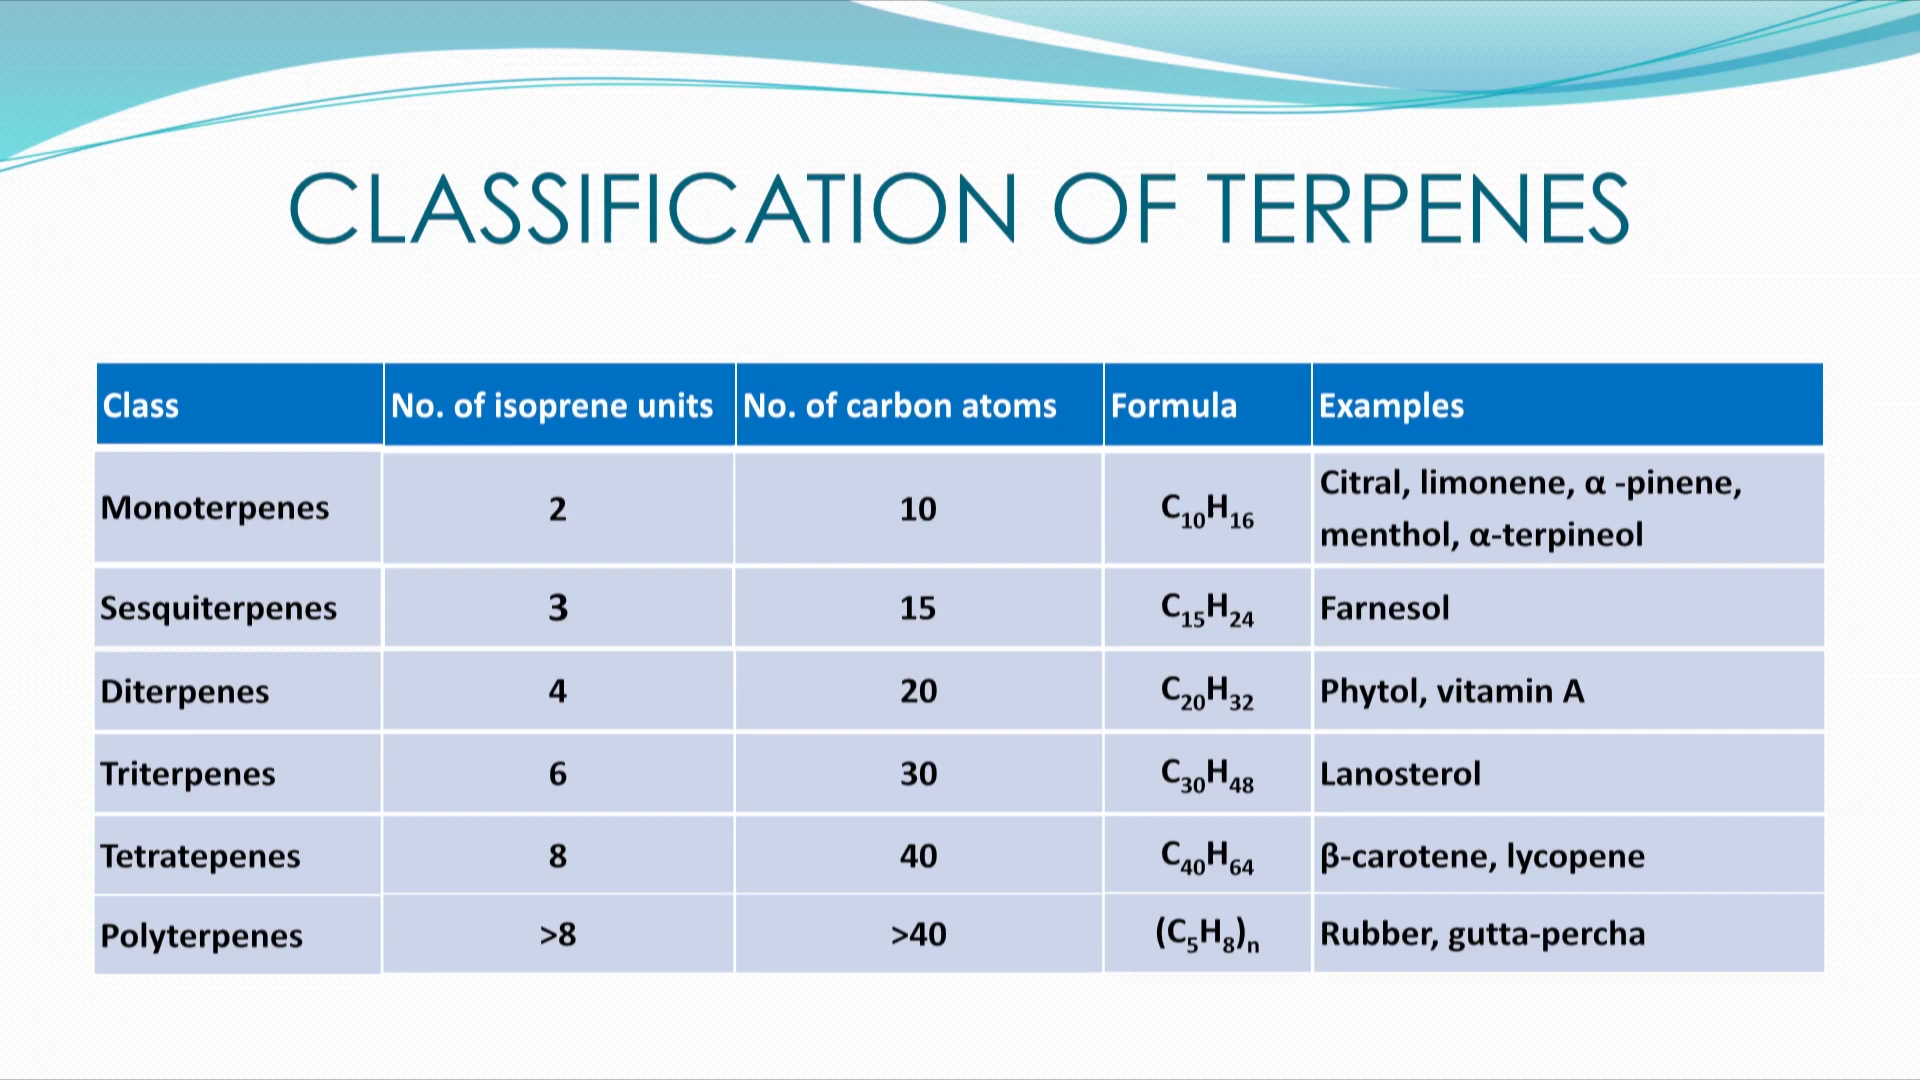 CLASSIFICATION OF TERPENES
Class No. of isoprene units No. of carbon atoms Formula Examples
Monoterpenes 2 10 C₁₀H₁₆ Citral, limonene, α -pinene,
menthol, α-terpineol
Sesquiterpenes 3 15 C₁₅H₂₄ Farnesol
Diterpenes 4 20 C₂₀H₃₂ Phytol, vitamin A
Triterpenes 6 30 C₃₀H₄₈ Lanosterol
Tetratepenes 8 40 C₄₀H₆₄ β-carotene, lycopene
Polyterpenes >8 >40 (C₅H₈)ₙ Rubber, gutta-percha